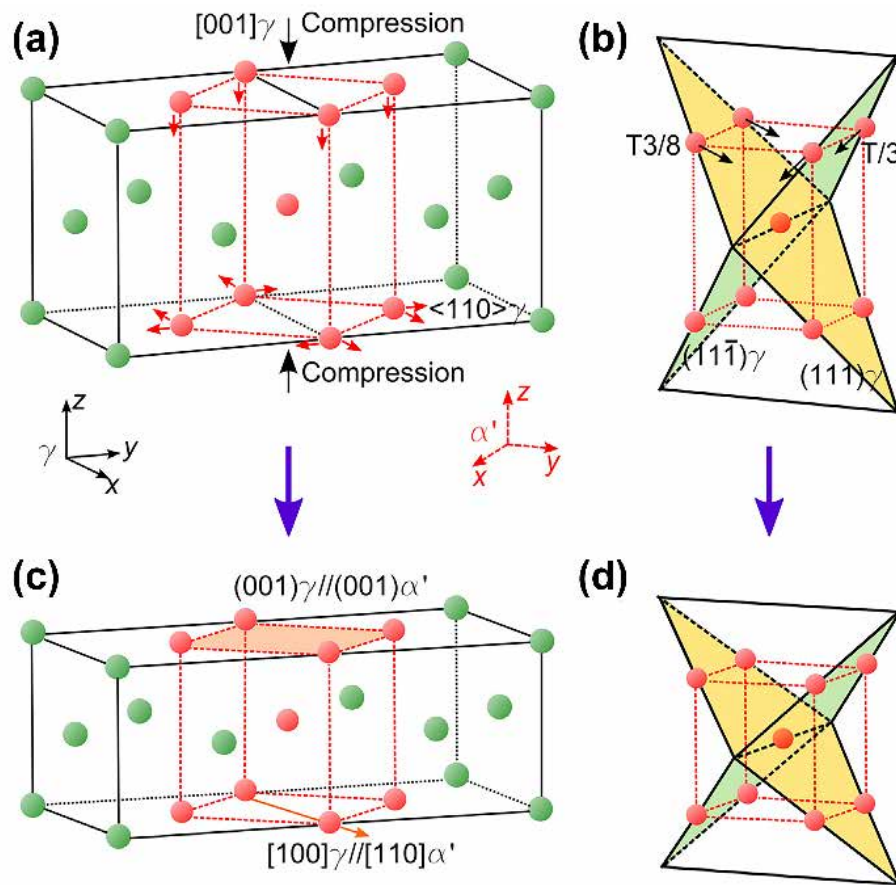 (a)
[001]γ
Compression
<110>γ
Compression
z
y
x
γ
z
y
x
α'
(b)
T3/8
T/3
(111̄)γ
(111)γ
(c)
(001)γ//(001)α'
[100]γ//[110]α'
(d)